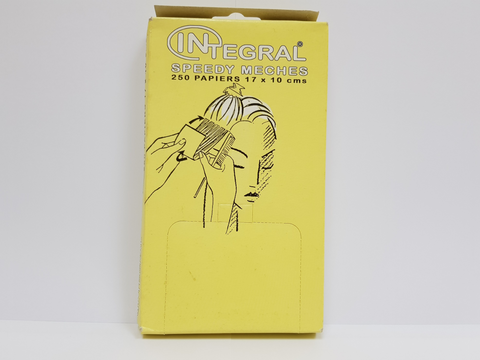 INTEGRAL®
SPEEDY MECHES
250 PAPIERS 17 x 10 cms